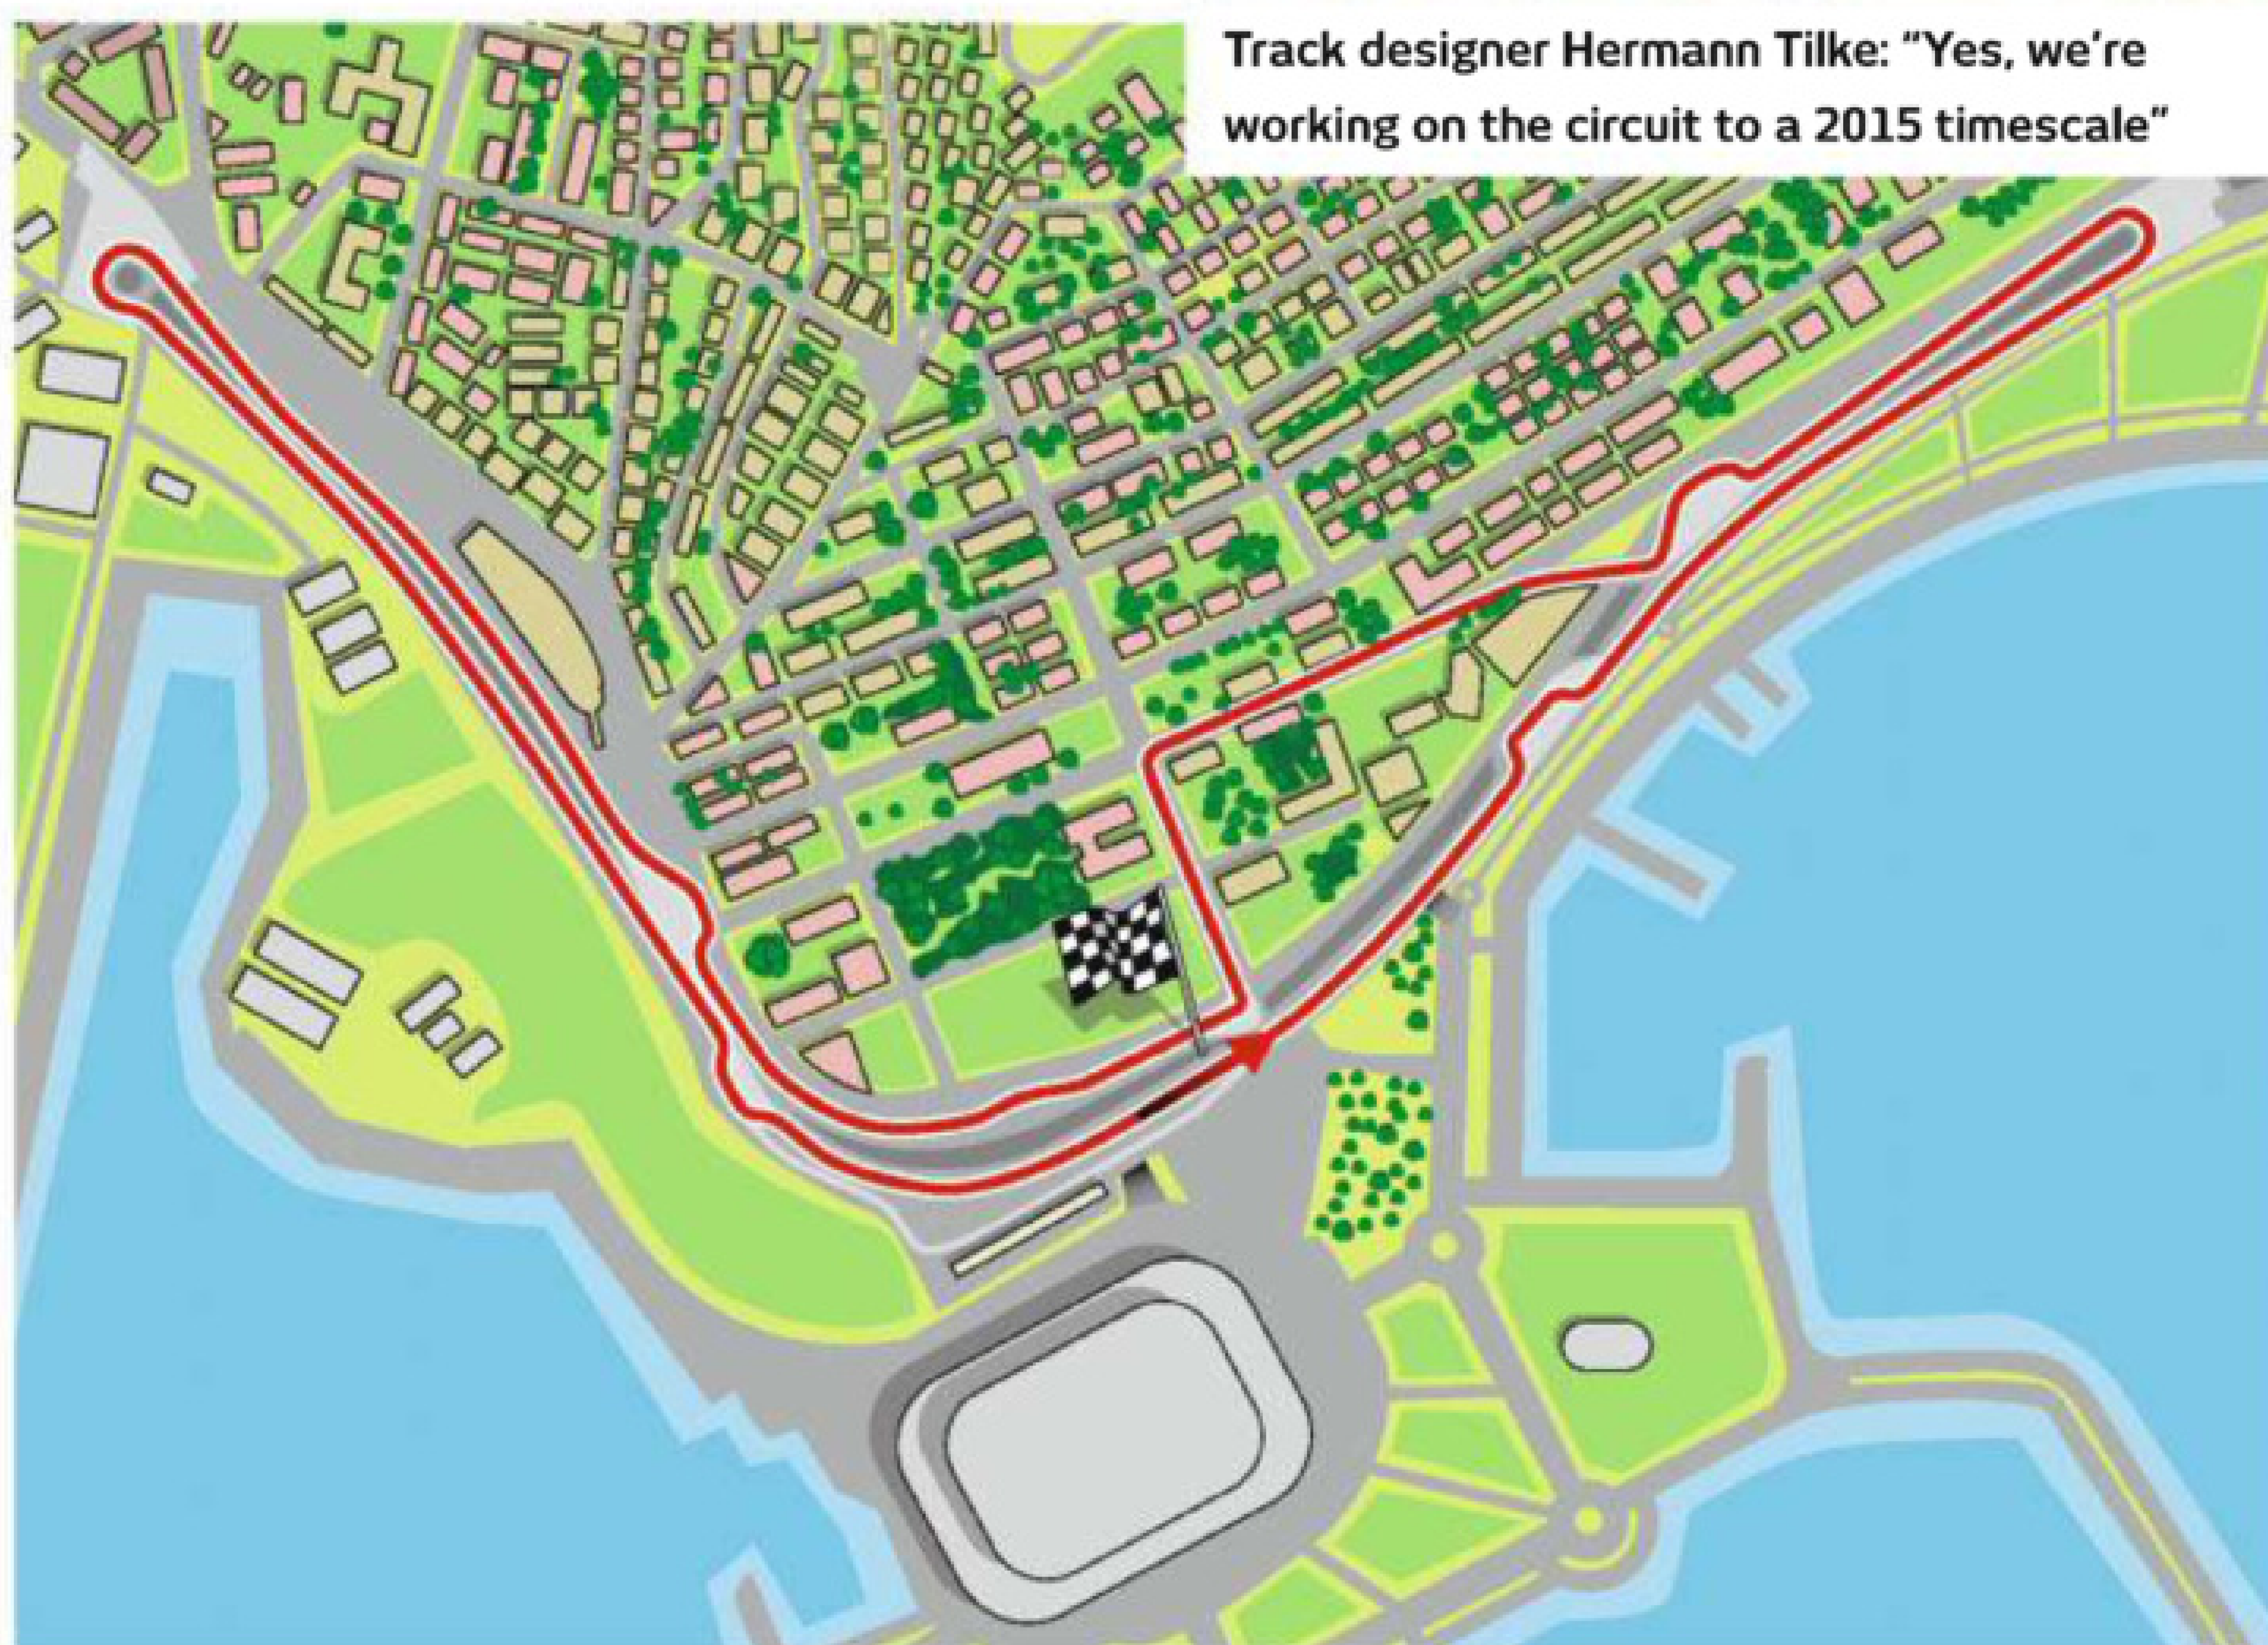 Track designer Hermann Tilke: “Yes, we’re
working on the circuit to a 2015 timescale”